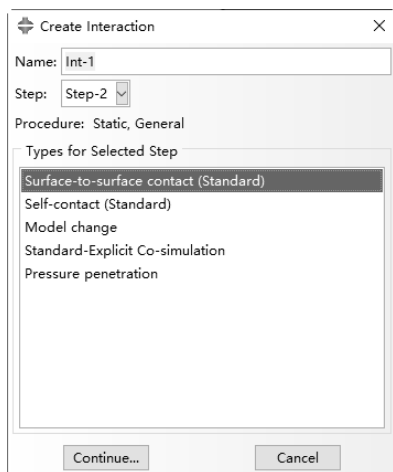 Create Interaction
Name: Int-1
Step: Step-2
Procedure: Static, General
Types for Selected Step
Surface-to-surface contact (Standard)
Self-contact (Standard)
Model change
Standard-Explicit Co-simulation
Pressure penetration
Continue... Cancel